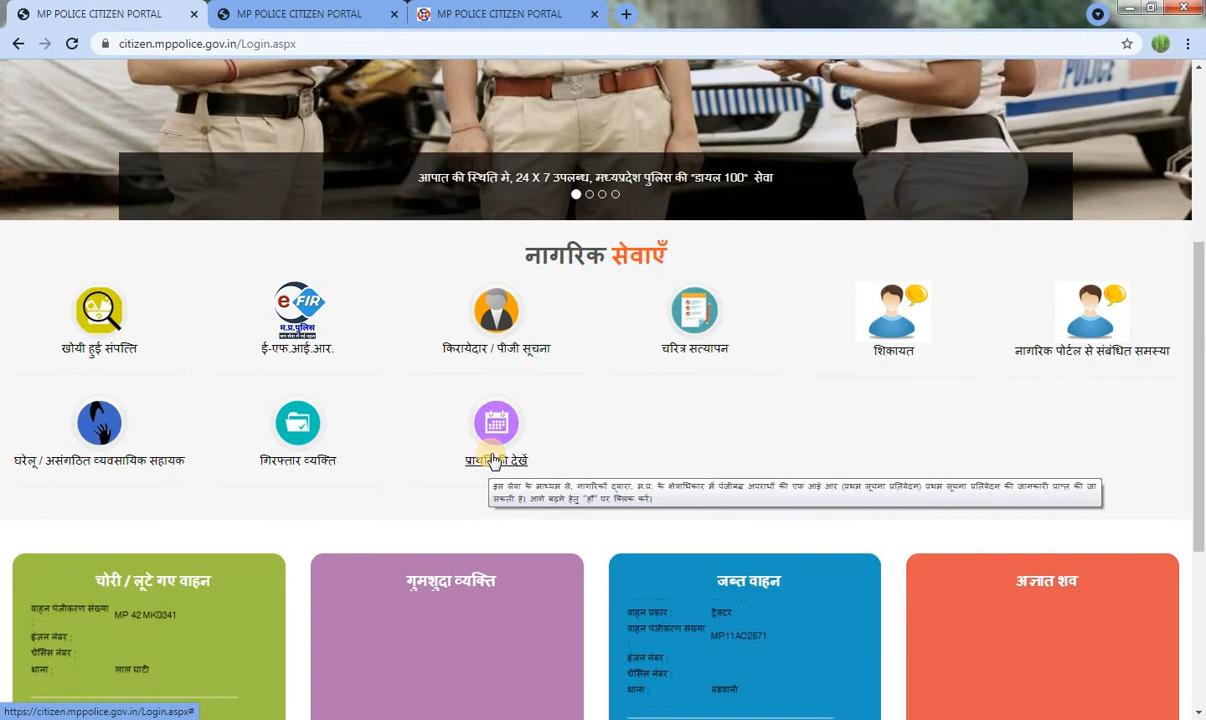 MP POLICE CITIZEN PORTAL
MP POLICE CITIZEN PORTAL
MP POLICE CITIZEN PORTAL
citizen.mppolice.gov.in/Login.aspx
POLICE
आपात की स्थिति मे, 24 X 7 उपलब्ध, मध्यप्रदेश पुलिस की "डायल 100" सेवा
नागरिक सेवाएँ
e FIR
म.प्र.पुलिस
खोयी हुई संपत्ति
ई-एफ.आई.आर.
किरायेदार / पीजी सूचना
चरित्र सत्यापन
शिकायत
नागरिक पोर्टल से संबंधित समस्या
घरेलू / असंगठित व्यवसायिक सहायक
गिरफ्तार व्यक्ति
देखें
इस सेवा के माध्यम से, नागरिकों द्वारा, म.प्र. के क्षेत्राधिकार में पंजीबद्ध अपराधों की एफ आई आर (प्रथम सूचना प्रतिवेदन) प्रथम सूचना प्रतिवेदन की जानकारी प्राप्त की जा
सकती है। आगे बढ़ने हेतु "हाँ" पर क्लिक करें।
चोरी / लूटे गए वाहन
वाहन पंजीकरण संख्या : MP 42 MK0341
इंजन नंबर :
चेसिस नंबर :
थाना : लाल घाटी
गुमशुदा व्यक्ति
जब्त वाहन
वाहन प्रकार : ट्रैक्टर
वाहन पंजीकरण संख्या : MP11AC2571
इंजन नंबर :
चेसिस नंबर :
थाना : बड़वानी
अज्ञात शव
https://citizen.mppolice.gov.in/Login.aspx#